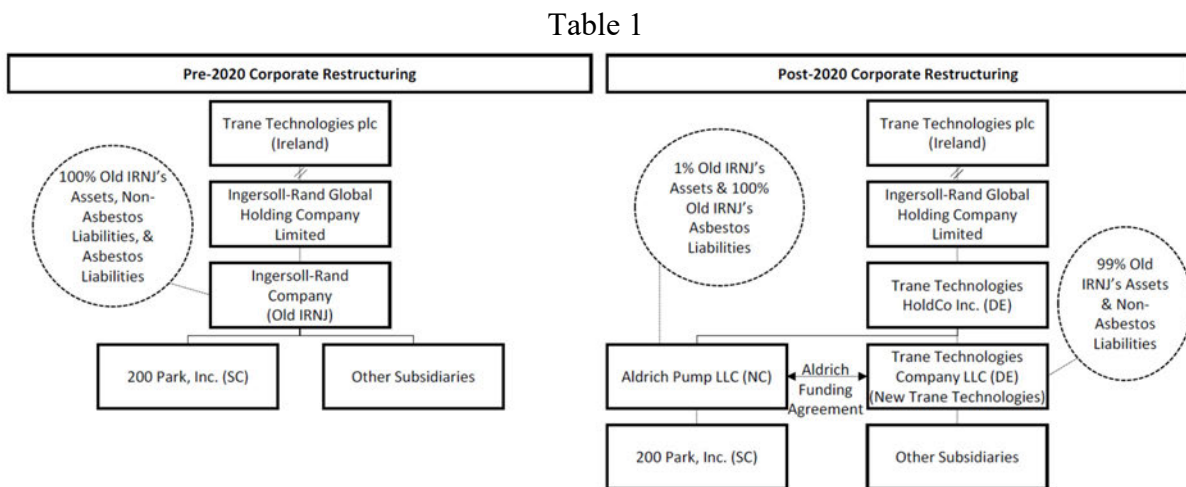 Table 1
Pre-2020 Corporate Restructuring
Trane Technologies plc
(Ireland)
100% Old IRNJ's
Assets, Non-
Asbestos
Liabilities, &
Asbestos
Liabilities
Ingersoll-Rand Global
Holding Company
Limited
Ingersoll-Rand
Company
(Old IRNJ)
200 Park, Inc. (SC)
Other Subsidiaries
Post-2020 Corporate Restructuring
Trane Technologies plc
(Ireland)
1% Old IRNJ's
Assets & 100%
Old IRNJ's
Asbestos
Liabilities
Ingersoll-Rand Global
Holding Company
Limited
Trane Technologies
HoldCo Inc. (DE)
99% Old
IRNJ's Assets
& Non-
Asbestos
Liabilities
Aldrich Pump LLC (NC)
Aldrich
Funding
Agreement
Trane Technologies
Company LLC (DE)
(New Trane Technologies)
200 Park, Inc. (SC)
Other Subsidiaries